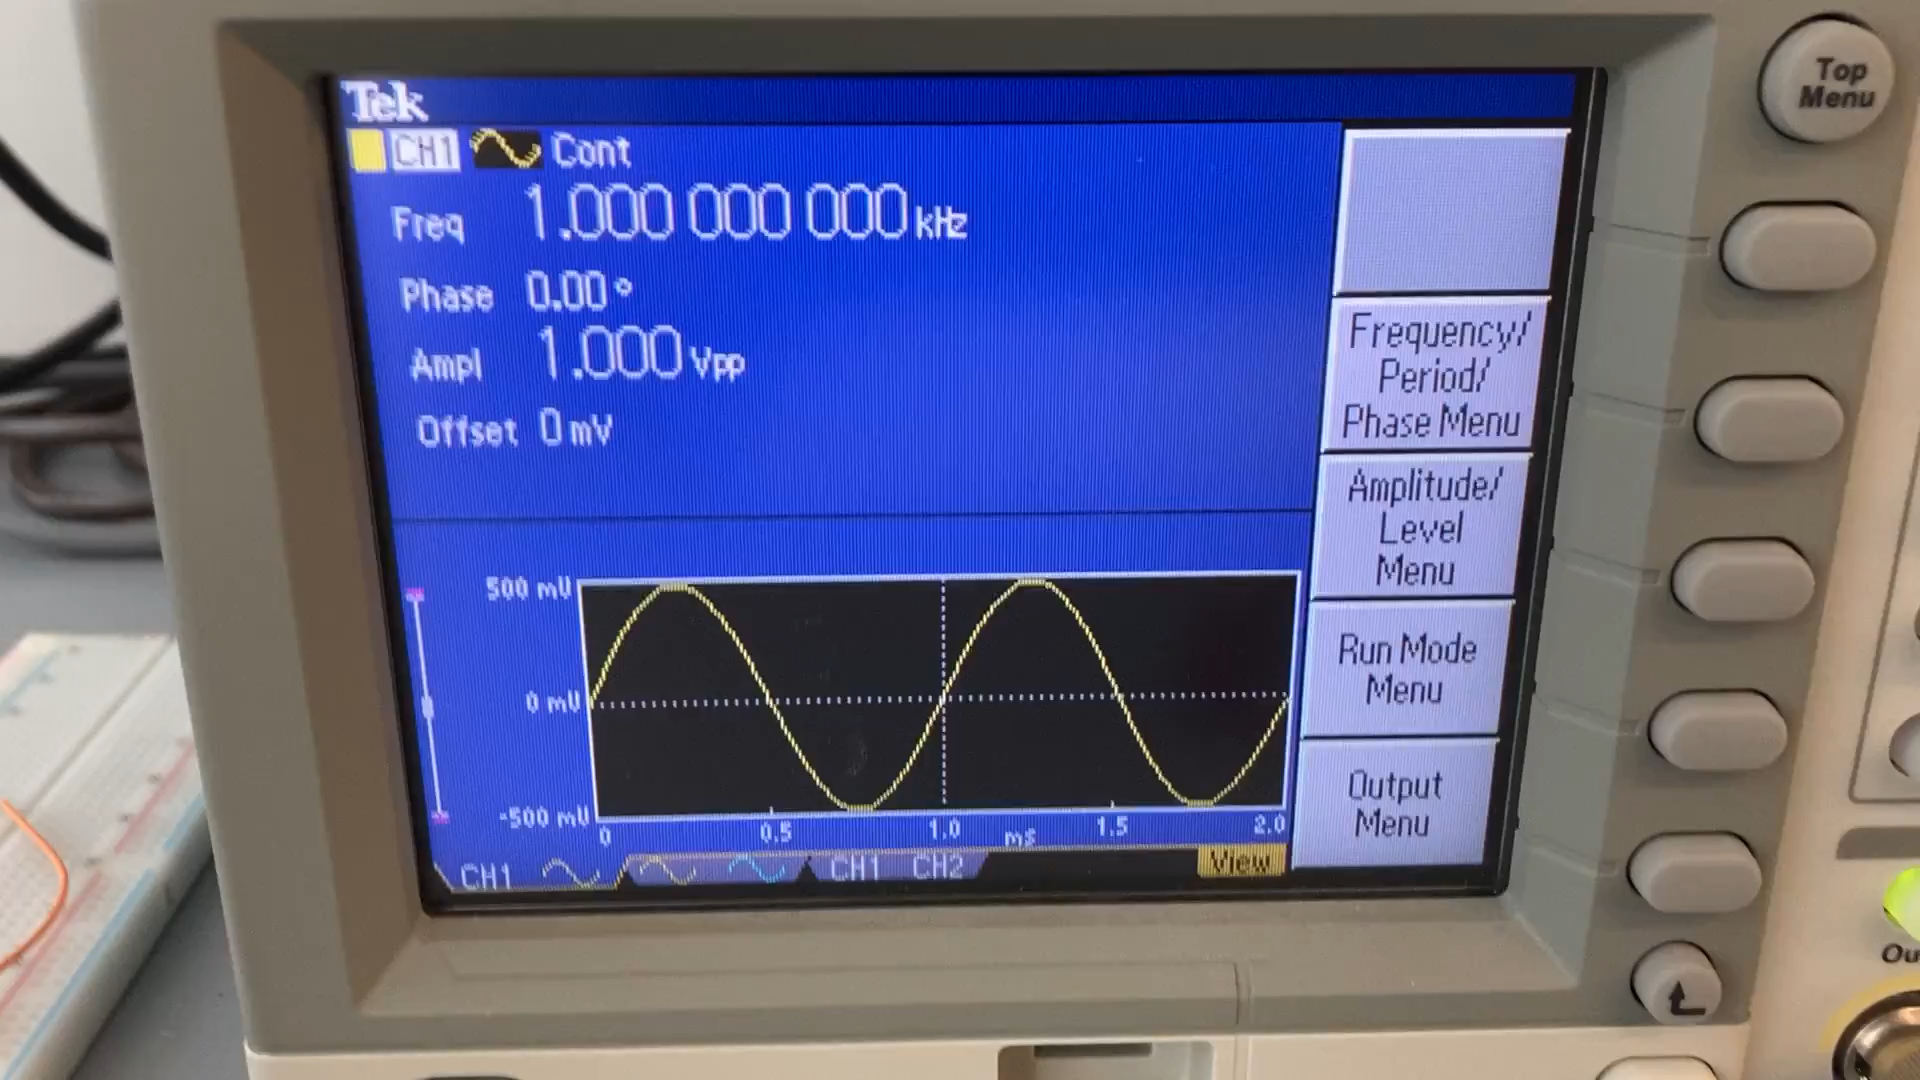 Tek
CH1 Cont
Freq 1.000 000 000 kHz
Phase 0.00°
Ampl 1.000 Vpp
Offset 0 mV
500 mV
0 mV
-500 mV
0 0.5 1.0 ms 1.5 2.0
CH1 CH1 CH2 View
Frequency/
Period/
Phase Menu
Amplitude/
Level
Menu
Run Mode
Menu
Output
Menu
Top
Menu
Ou